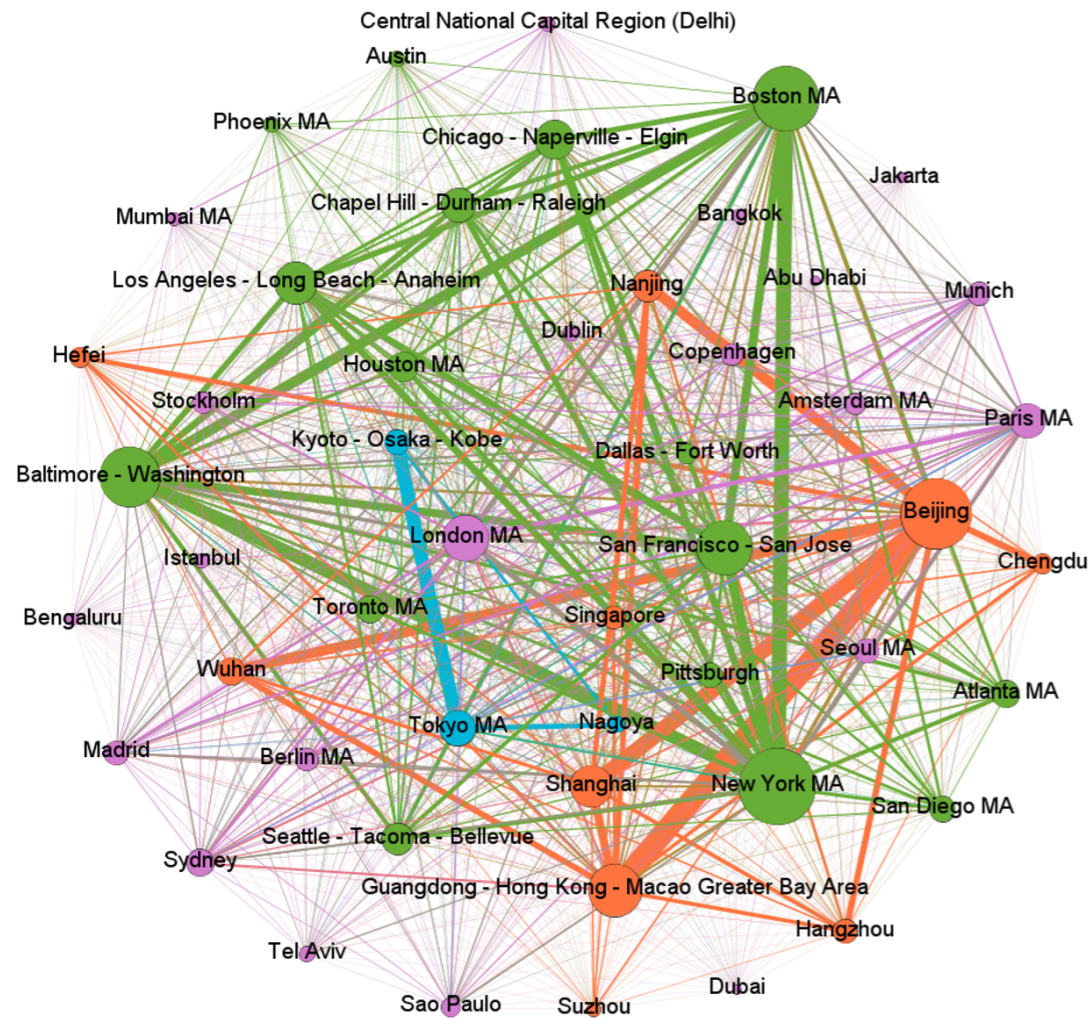 Central National Capital Region (Delhi)
Austin
Boston MA
Phoenix MA
Chicago - Naperville - Elgin
Jakarta
Chapel Hill - Durham - Raleigh
Mumbai MA
Bangkok
Los Angeles - Long Beach - Anaheim
Nanjing
Abu Dhabi
Munich
Dublin
Hefei
Houston MA
Copenhagen
Stockholm
Amsterdam MA
Paris MA
Kyoto - Osaka - Kobe
Dallas - Fort Worth
Baltimore - Washington
Beijing
London MA
San Francisco - San Jose
Istanbul
Chengdu
Bengaluru
Toronto MA
Singapore
Seoul MA
Wuhan
Pittsburgh
Atlanta MA
Tokyo MA
Nagoya
Madrid
Berlin MA
Shanghai
New York MA
San Diego MA
Seattle - Tacoma - Bellevue
Sydney
Guangdong - Hong Kong - Macao Greater Bay Area
Hangzhou
Tel Aviv
Dubai
Sao Paulo
Suzhou